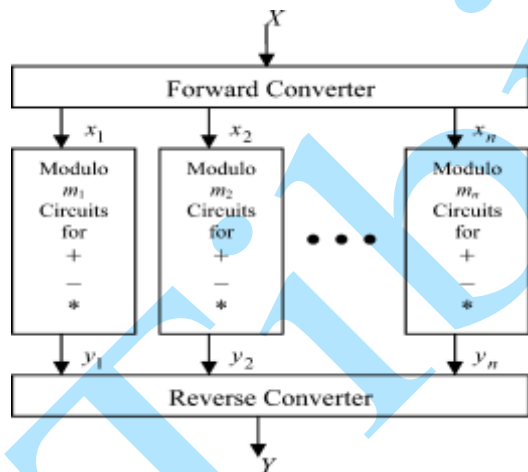 X
Forward Converter
x1 x2 xn
Modulo
m1
Circuits
for
+
–
*
Modulo
m2
Circuits
for
+
–
*
• • •
Modulo
mn
Circuits
for
+
–
*
y1 y2 yn
Reverse Converter
Y